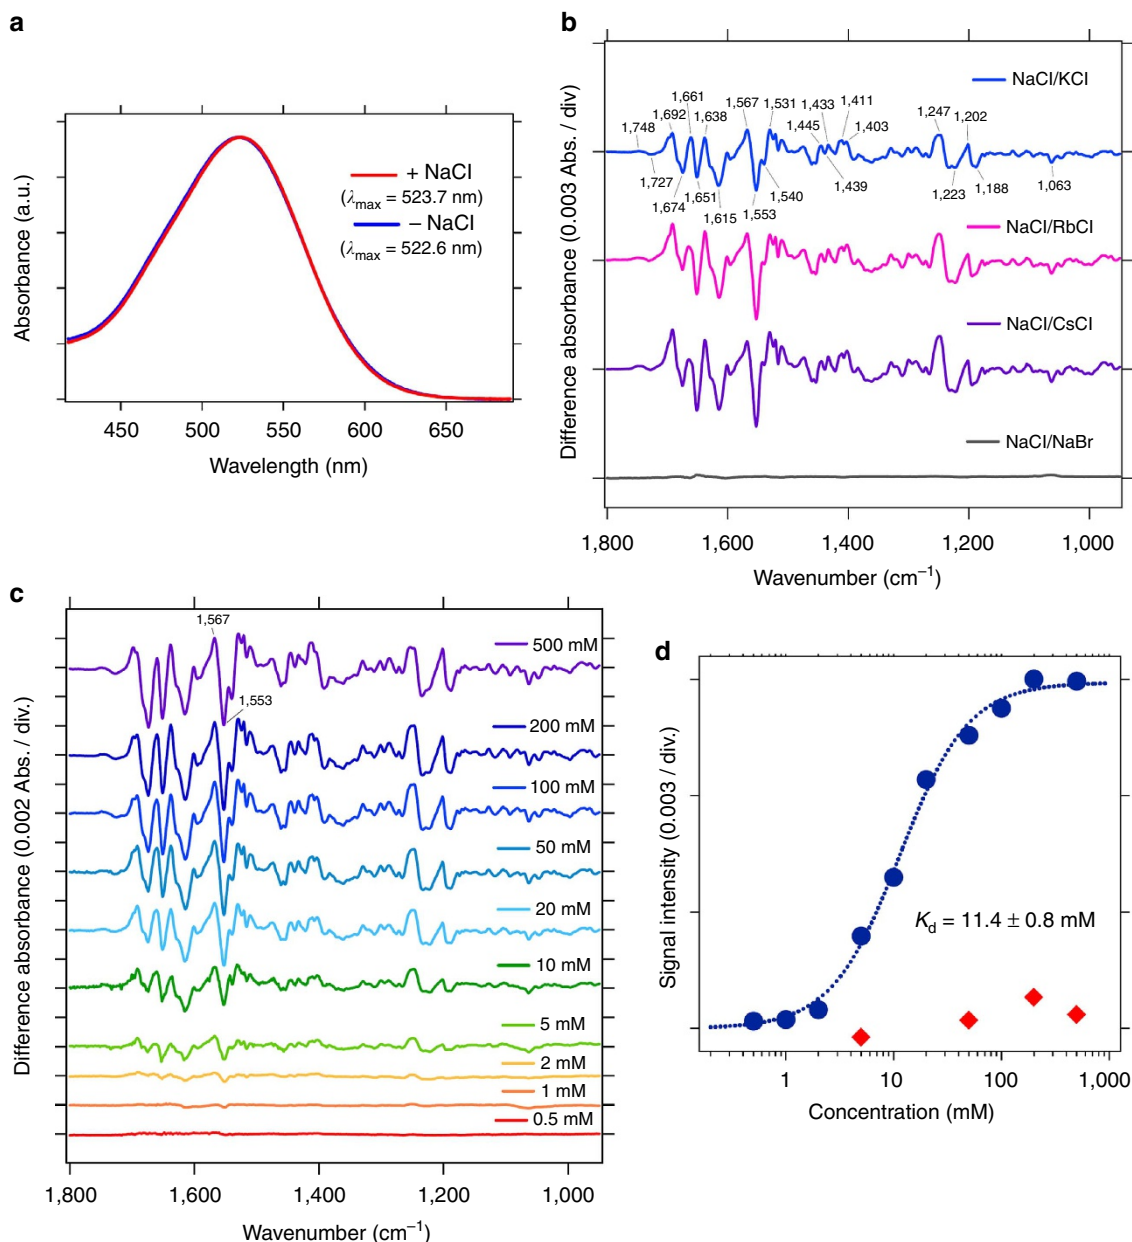 a
Absorbance (a.u.)
+ NaCl
(λmax = 523.7 nm)
− NaCl
(λmax = 522.6 nm)
450 500 550 600 650
Wavelength (nm)
b
Difference absorbance (0.003 Abs. / div)
NaCl/KCl
1,661 1,567 1,531 1,433 1,411 1,247 1,202
1,748 1,692 1,638 1,445 1,403
1,727 1,674 1,651 1,615 1,553 1,540 1,439 1,223 1,188 1,063
NaCl/RbCl
NaCl/CsCl
NaCl/NaBr
1,800 1,600 1,400 1,200 1,000
Wavenumber (cm−1)
c
Difference absorbance (0.002 Abs. / div.)
1,567
500 mM
1,553
200 mM
100 mM
50 mM
20 mM
10 mM
5 mM
2 mM
1 mM
0.5 mM
1,800 1,600 1,400 1,200 1,000
Wavenumber (cm−1)
d
Signal intensity (0.003 / div.)
Kd = 11.4 ± 0.8 mM
1 10 100 1,000
Concentration (mM)